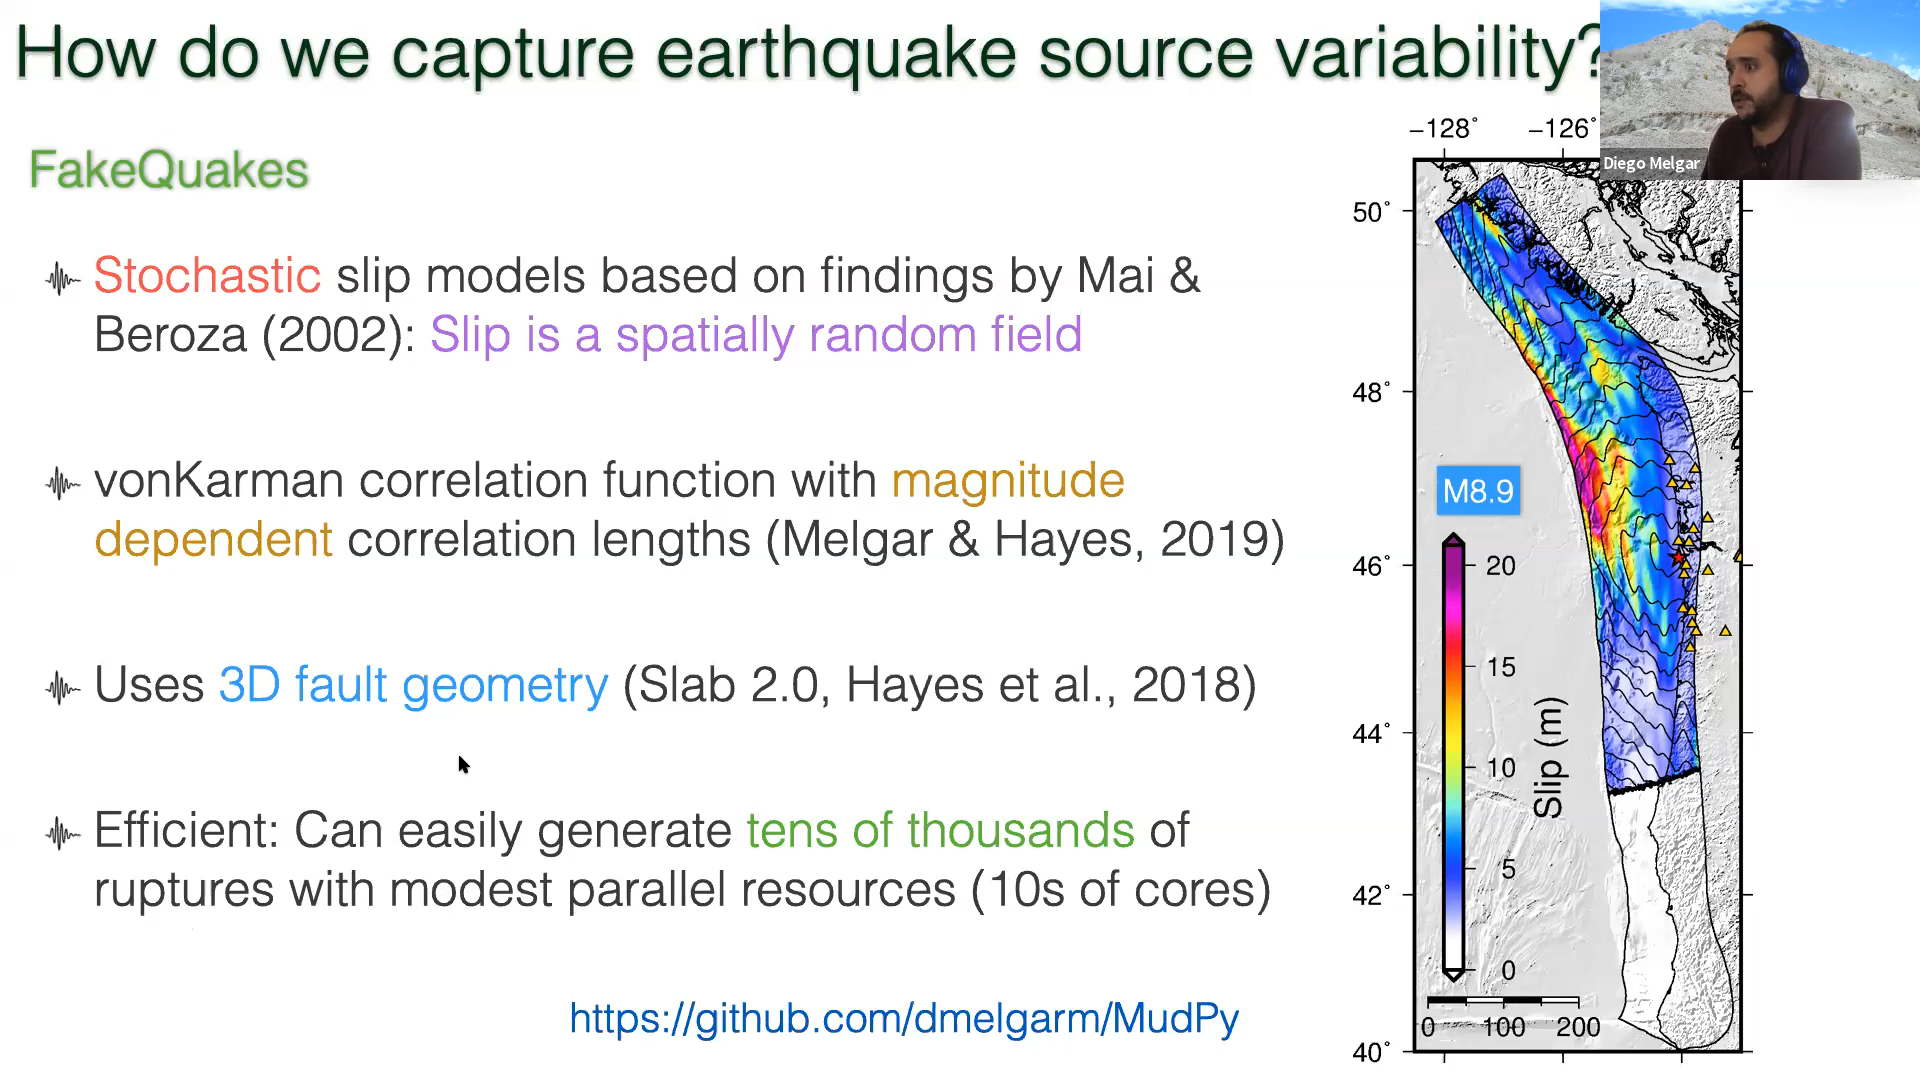 How do we capture earthquake source variability?
Diego Melgar
FakeQuakes
Stochastic slip models based on findings by Mai &
Beroza (2002): Slip is a spatially random field
vonKarman correlation function with magnitude
dependent correlation lengths (Melgar & Hayes, 2019)
Uses 3D fault geometry (Slab 2.0, Hayes et al., 2018)
Efficient: Can easily generate tens of thousands of
ruptures with modest parallel resources (10s of cores)
https://github.com/dmelgarm/MudPy
−128° −126°
50°
48°
46°
44°
42°
40°
M8.9
20
15
10
5
0
Slip (m)
0 100 200